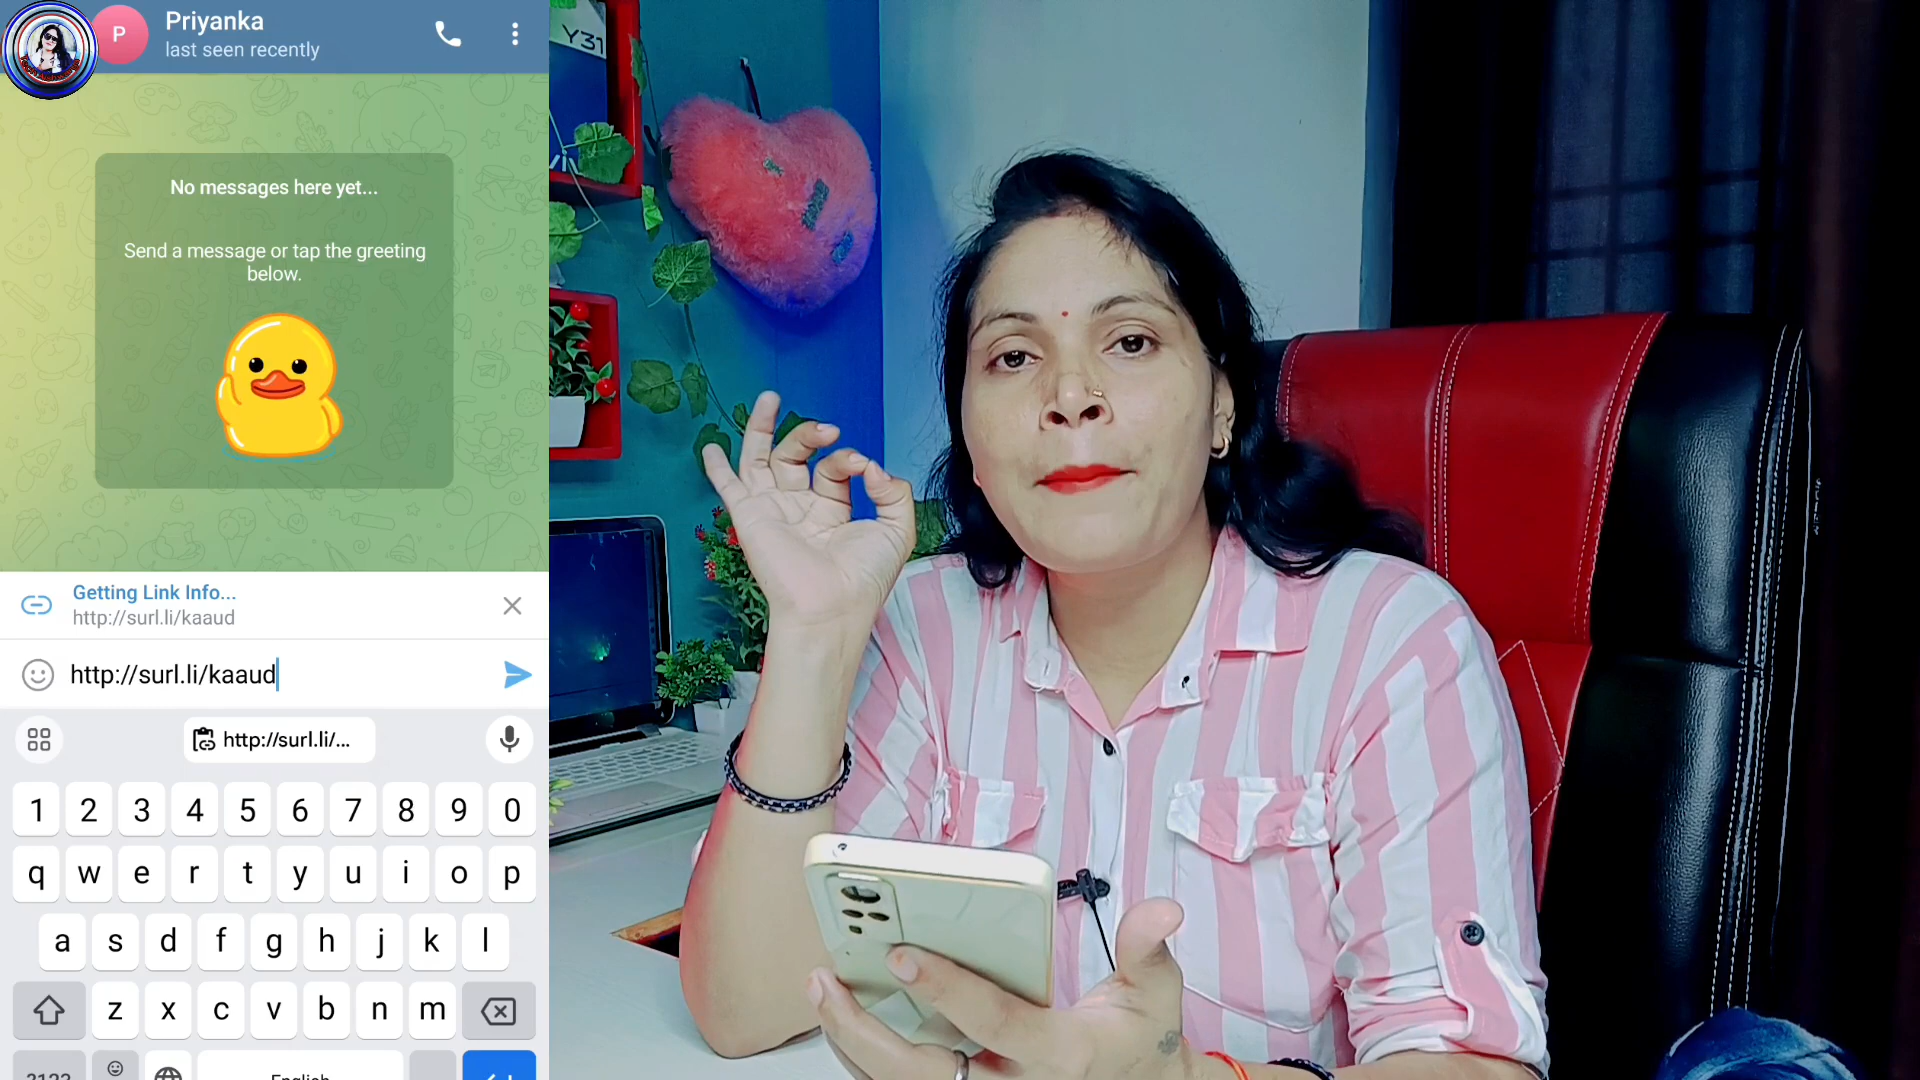 P
Priyanka
last seen recently
No messages here yet...
Send a message or tap the greeting
below.
Getting Link Info...
http://surl.li/kaaud
http://surl.li/kaaud
http://surl.li/...
1 2 3 4 5 6 7 8 9 0
q w e r t y u i o p
a s d f g h j k l
z x c v b n m
English
Y31